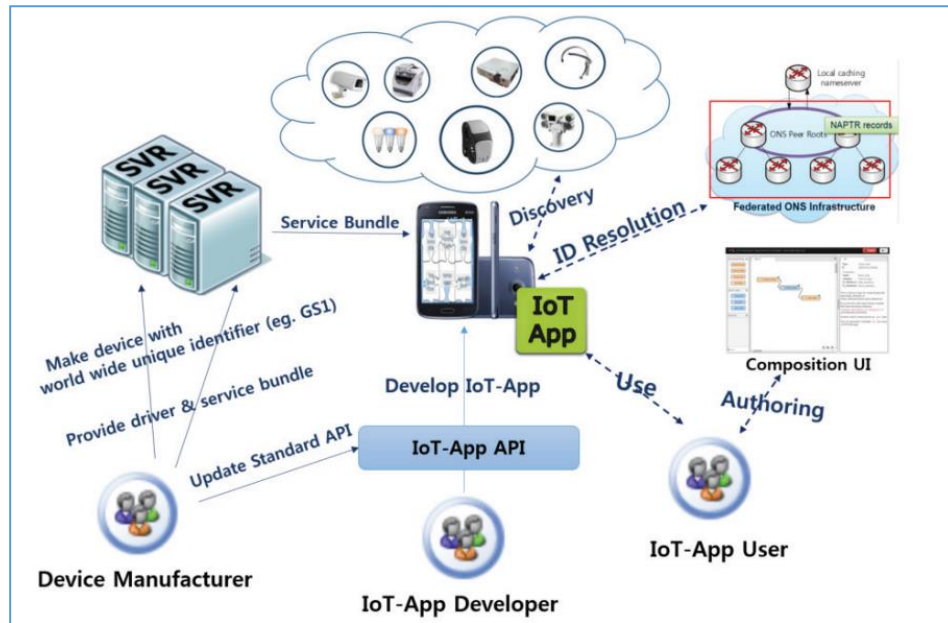 Local caching
nameserver
NAPTR records
ONS Peer Roots
Federated ONS Infrastructure
SVR
SVR
SVR
Service Bundle
SAMSUNG
Discovery
ID Resolution
IoT
App
Make device with
world wide unique identifier (eg. GS1)
Provide driver & service bundle
Develop IoT-App
Use
Composition UI
Authoring
Update Standard API
IoT-App API
Device Manufacturer
IoT-App Developer
IoT-App User